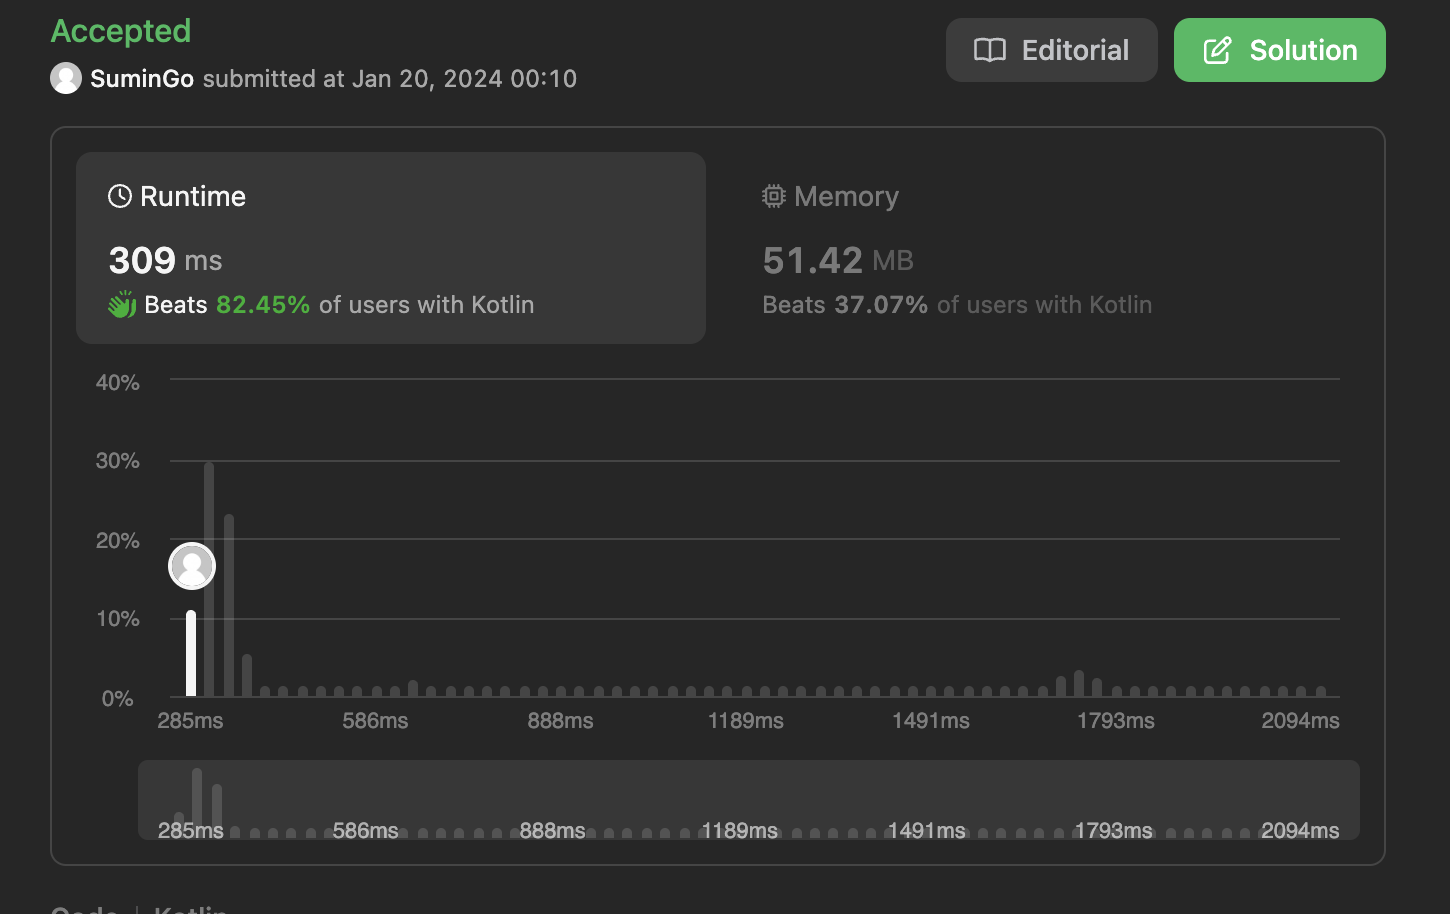 Accepted
Editorial
Solution
SuminGo submitted at Jan 20, 2024 00:10
Runtime
309 ms
Beats 82.45% of users with Kotlin
Memory
51.42 MB
Beats 37.07% of users with Kotlin
40%
30%
20%
10%
0%
285ms 586ms 888ms 1189ms 1491ms 1793ms 2094ms
285ms 586ms 888ms 1189ms 1491ms 1793ms 2094ms
Code | Kotlin